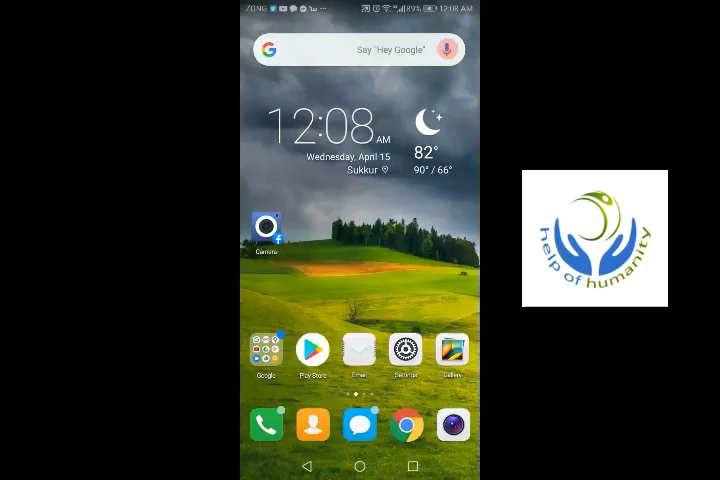 ZONG 89% 12:08 AM
Say "Hey Google"
12:08 AM
Wednesday, April 15
Sukkur
82°
90° / 66°
Camera
Google
Play Store
Email
Settings
Gallery
help of humanity